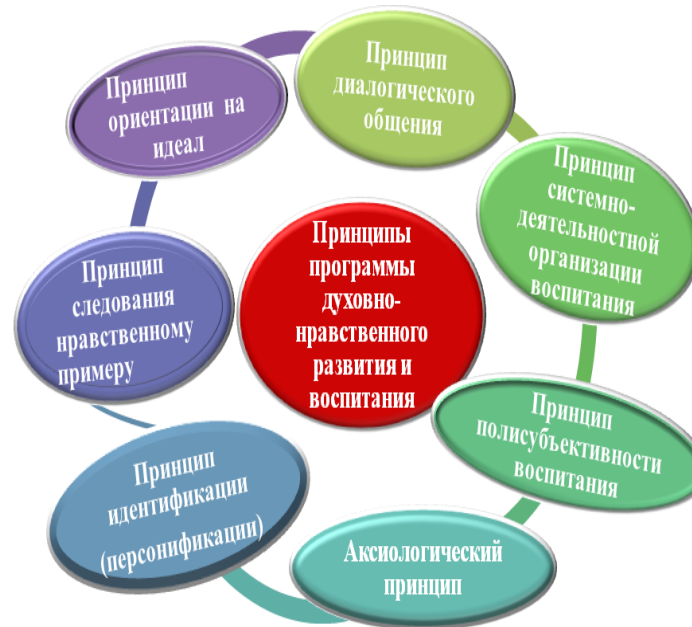 Принцип
ориентации на
идеал
Принцип
диалогического
общения
Принцип
системно-
деятельностной
организации
воспитания
Принцип
полисубъективности
воспитания
Аксиологический
принцип
Принцип
идентификации
(персонификации)
Принцип
следования
нравственному
примеру
Принципы
программы
духовно-
нравственного
развития и
воспитания